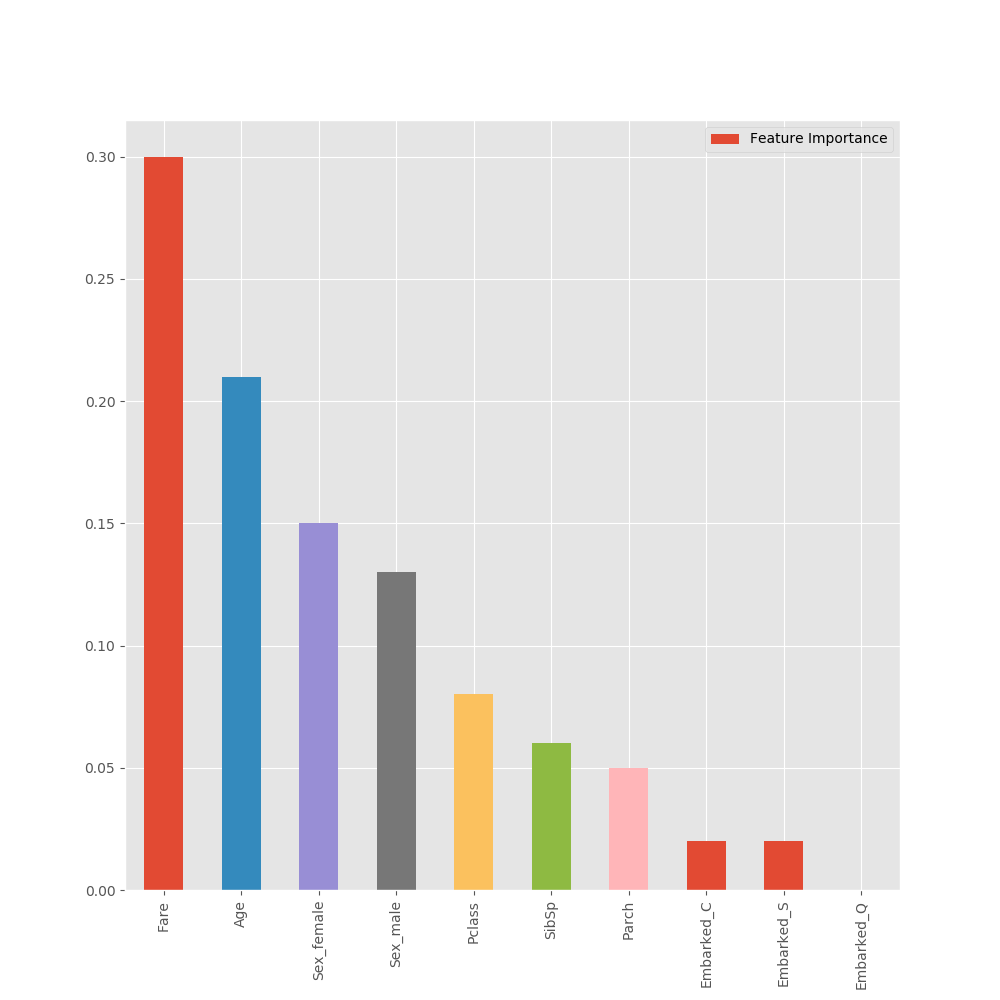 Feature Importance
0.30
0.25
0.20
0.15
0.10
0.05
0.00
Fare
Age
Sex_female
Sex_male
Pclass
SibSp
Parch
Embarked_C
Embarked_S
Embarked_Q